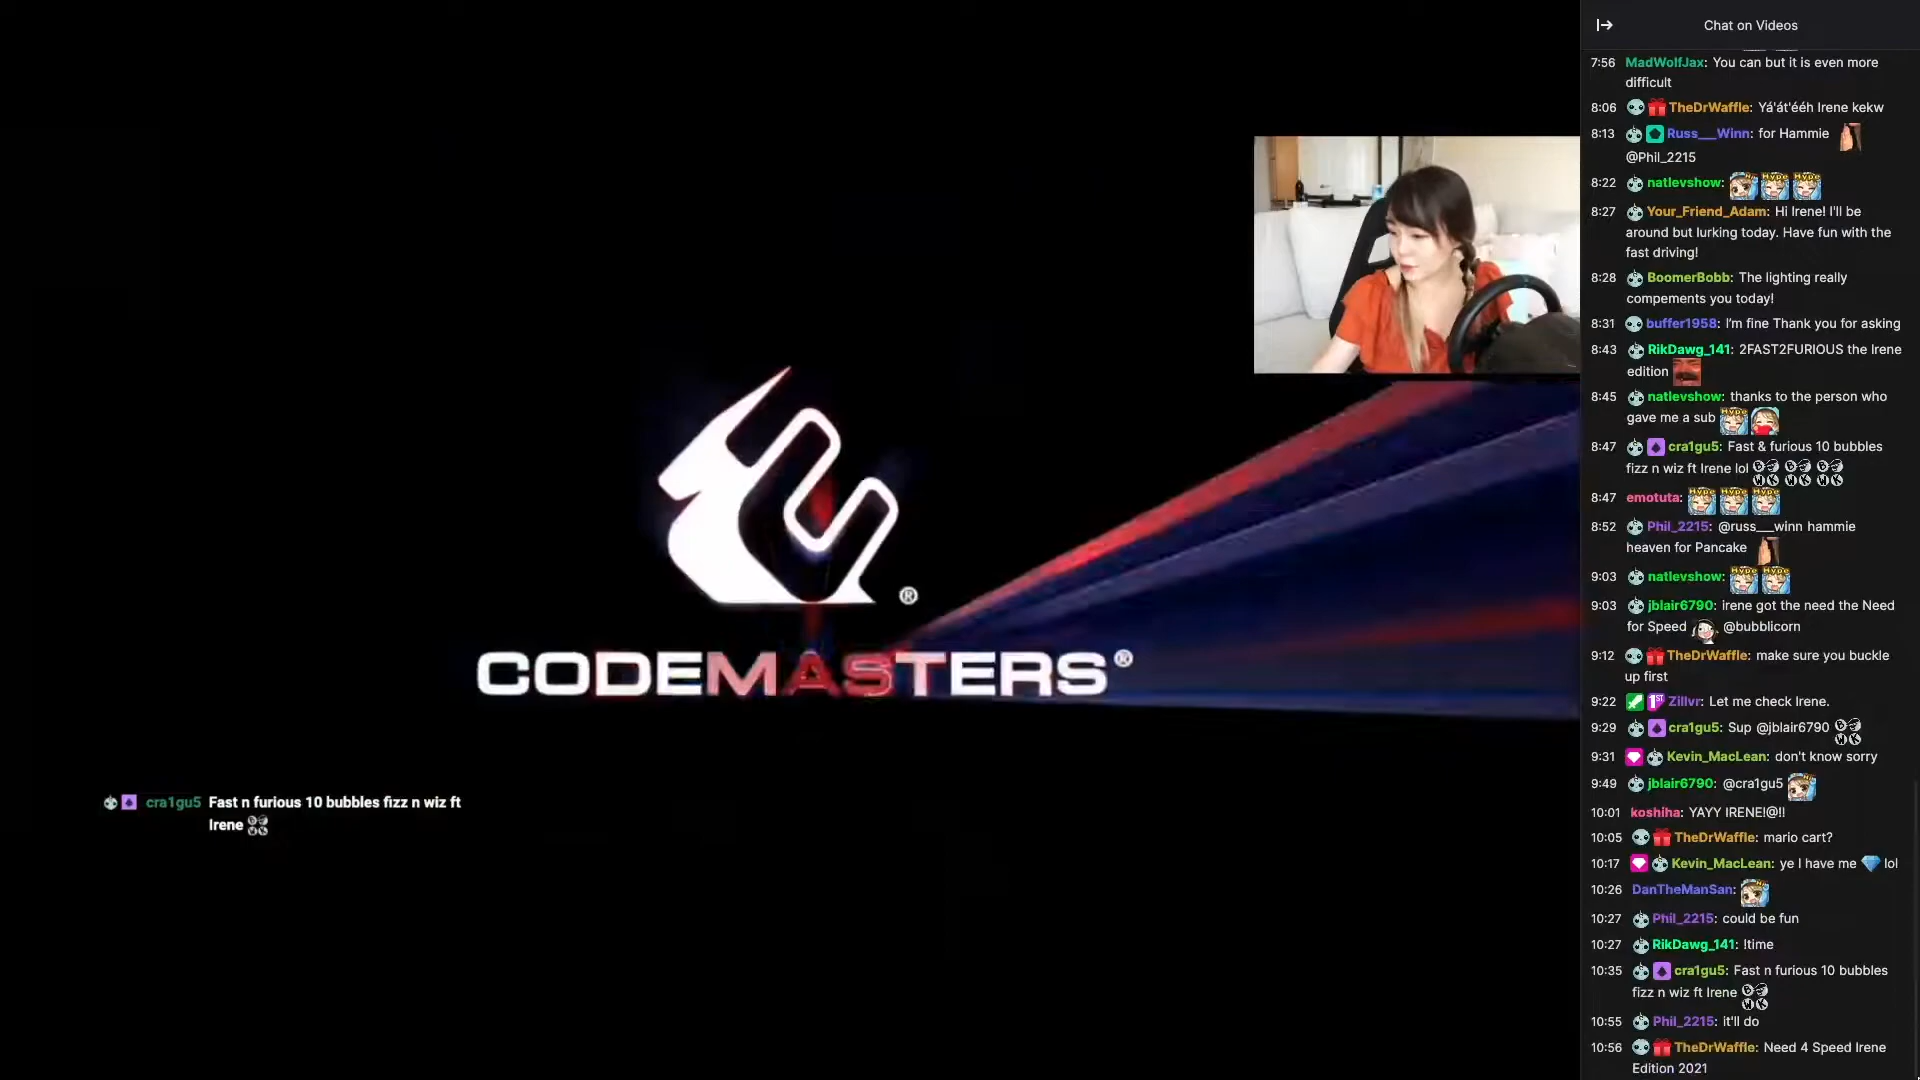 CODEMASTERS®
®
cra1gu5 Fast n furious 10 bubbles fizz n wiz ft
Irene
Chat on Videos
7:56 MadWolfJax: You can but it is even more
difficult
8:06 TheDrWaffle: Yá'át'ééh Irene kekw
8:13 Russ___Winn: for Hammie
@Phil_2215
8:22 natlevshow:
8:27 Your_Friend_Adam: Hi Irene! I'll be
around but lurking today. Have fun with the
fast driving!
8:28 BoomerBobb: The lighting really
compements you today!
8:31 buffer1958: I'm fine Thank you for asking
8:43 RikDawg_141: 2FAST2FURIOUS the Irene
edition
8:45 natlevshow: thanks to the person who
gave me a sub
8:47 cra1gu5: Fast & furious 10 bubbles
fizz n wiz ft Irene lol
8:47 emotuta:
8:52 Phil_2215: @russ___winn hammie
heaven for Pancake
9:03 natlevshow:
9:03 jblair6790: irene got the need the Need
for Speed @bubblicorn
9:12 TheDrWaffle: make sure you buckle
up first
9:22 Zillvr: Let me check Irene.
9:29 cra1gu5: Sup @jblair6790
9:31 Kevin_MacLean: don't know sorry
9:49 jblair6790: @cra1gu5
10:01 koshiha: YAYY IRENE!@!!
10:05 TheDrWaffle: mario cart?
10:17 Kevin_MacLean: ye I have me lol
10:26 DanTheManSan:
10:27 Phil_2215: could be fun
10:27 RikDawg_141: !time
10:35 cra1gu5: Fast n furious 10 bubbles
fizz n wiz ft Irene
10:55 Phil_2215: it'll do
10:56 TheDrWaffle: Need 4 Speed Irene
Edition 2021